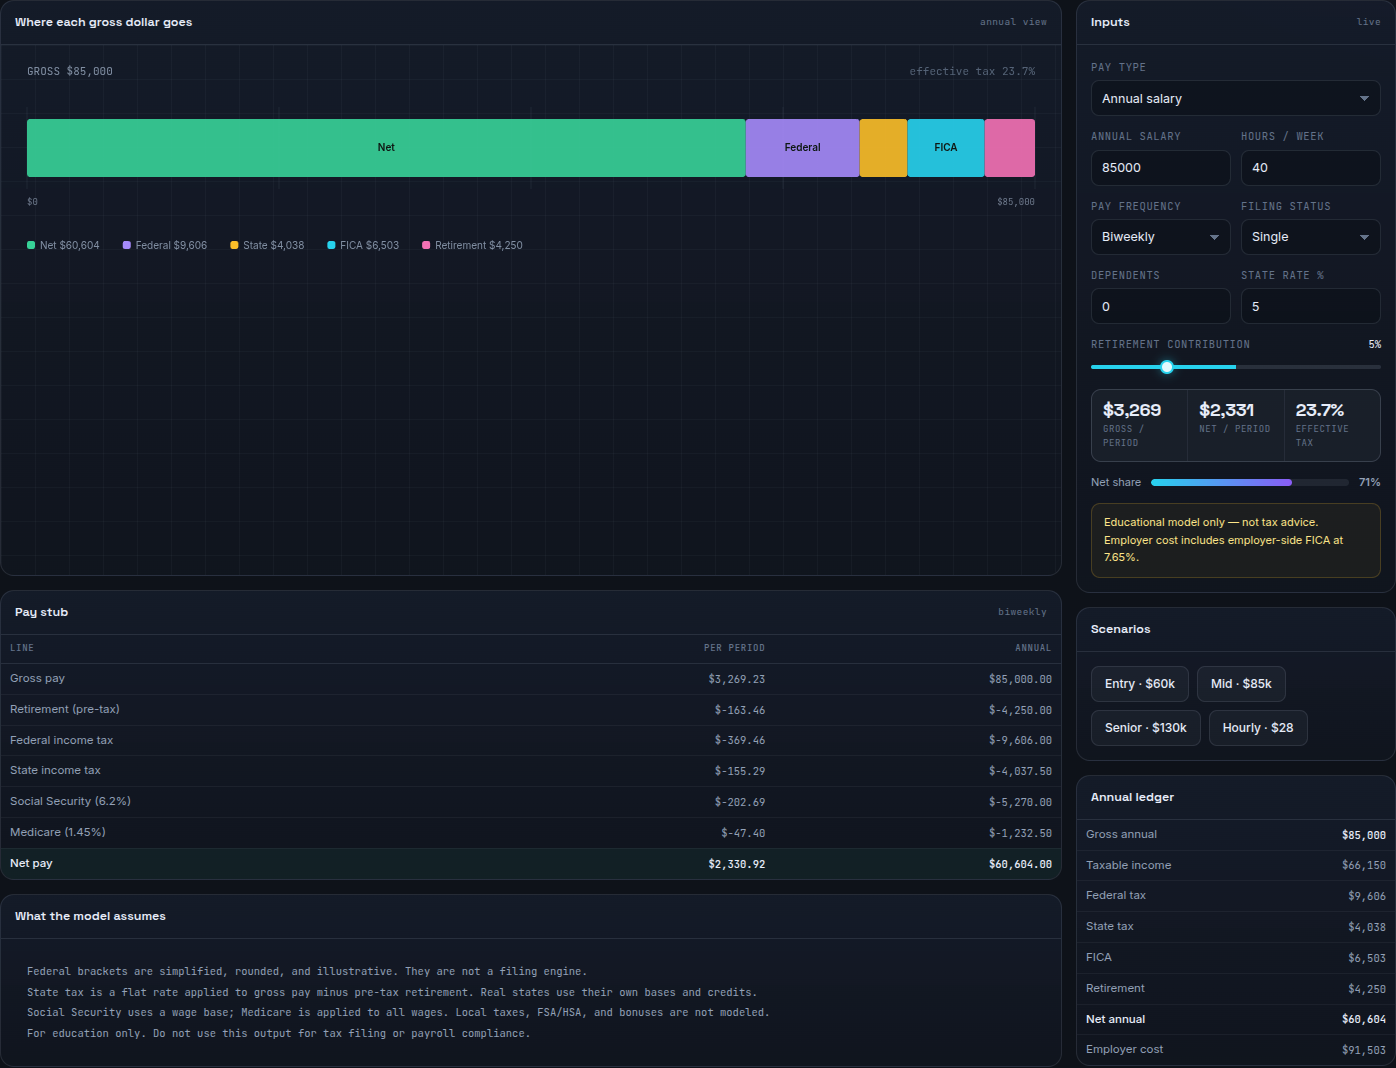 Where each gross dollar goes
annual view
GROSS $85,000
effective tax 23.7%
Net
Federal
FICA
$0
$85,000
Net $60,604
Federal $9,606
State $4,038
FICA $6,503
Retirement $4,250
Pay stub
biweekly
LINE PER PERIOD ANNUAL
Gross pay $3,269.23 $85,000.00
Retirement (pre-tax) $-163.46 $-4,250.00
Federal income tax $-369.46 $-9,606.00
State income tax $-155.29 $-4,037.50
Social Security (6.2%) $-202.69 $-5,270.00
Medicare (1.45%) $-47.40 $-1,232.50
Net pay $2,330.92 $60,604.00
What the model assumes
Federal brackets are simplified, rounded, and illustrative. They are not a filing engine.
State tax is a flat rate applied to gross pay minus pre-tax retirement. Real states use their own bases and credits.
Social Security uses a wage base; Medicare is applied to all wages. Local taxes, FSA/HSA, and bonuses are not modeled.
For education only. Do not use this output for tax filing or payroll compliance.
Inputs
live
PAY TYPE
Annual salary
ANNUAL SALARY HOURS / WEEK
85000 40
PAY FREQUENCY FILING STATUS
Biweekly Single
DEPENDENTS STATE RATE %
0 5
RETIREMENT CONTRIBUTION 5%
$3,269 $2,331 23.7%
GROSS / PERIOD
NET / PERIOD
EFFECTIVE TAX
Net share 71%
Educational model only — not tax advice.
Employer cost includes employer-side FICA at
7.65%.
Scenarios
Entry · $60k Mid · $85k
Senior · $130k Hourly · $28
Annual ledger
Gross annual $85,000
Taxable income $66,150
Federal tax $9,606
State tax $4,038
FICA $6,503
Retirement $4,250
Net annual $60,604
Employer cost $91,503